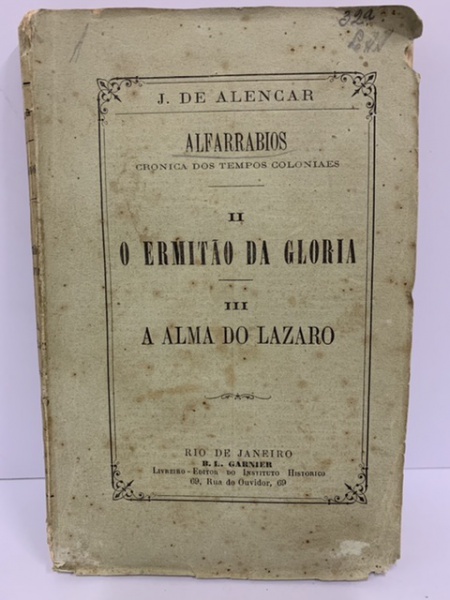 32a
J. DE ALENCAR
ALFARRABIOS
CRONICA DOS TEMPOS COLONIAES
II
O ERMITÃO DA GLORIA
III
A ALMA DO LAZARO
RIO DE JANEIRO
B. L. GARNIER
LIVREIRO-EDITOR DO INSTITUTO HISTORICO
69, Rua do Ouvidor, 69